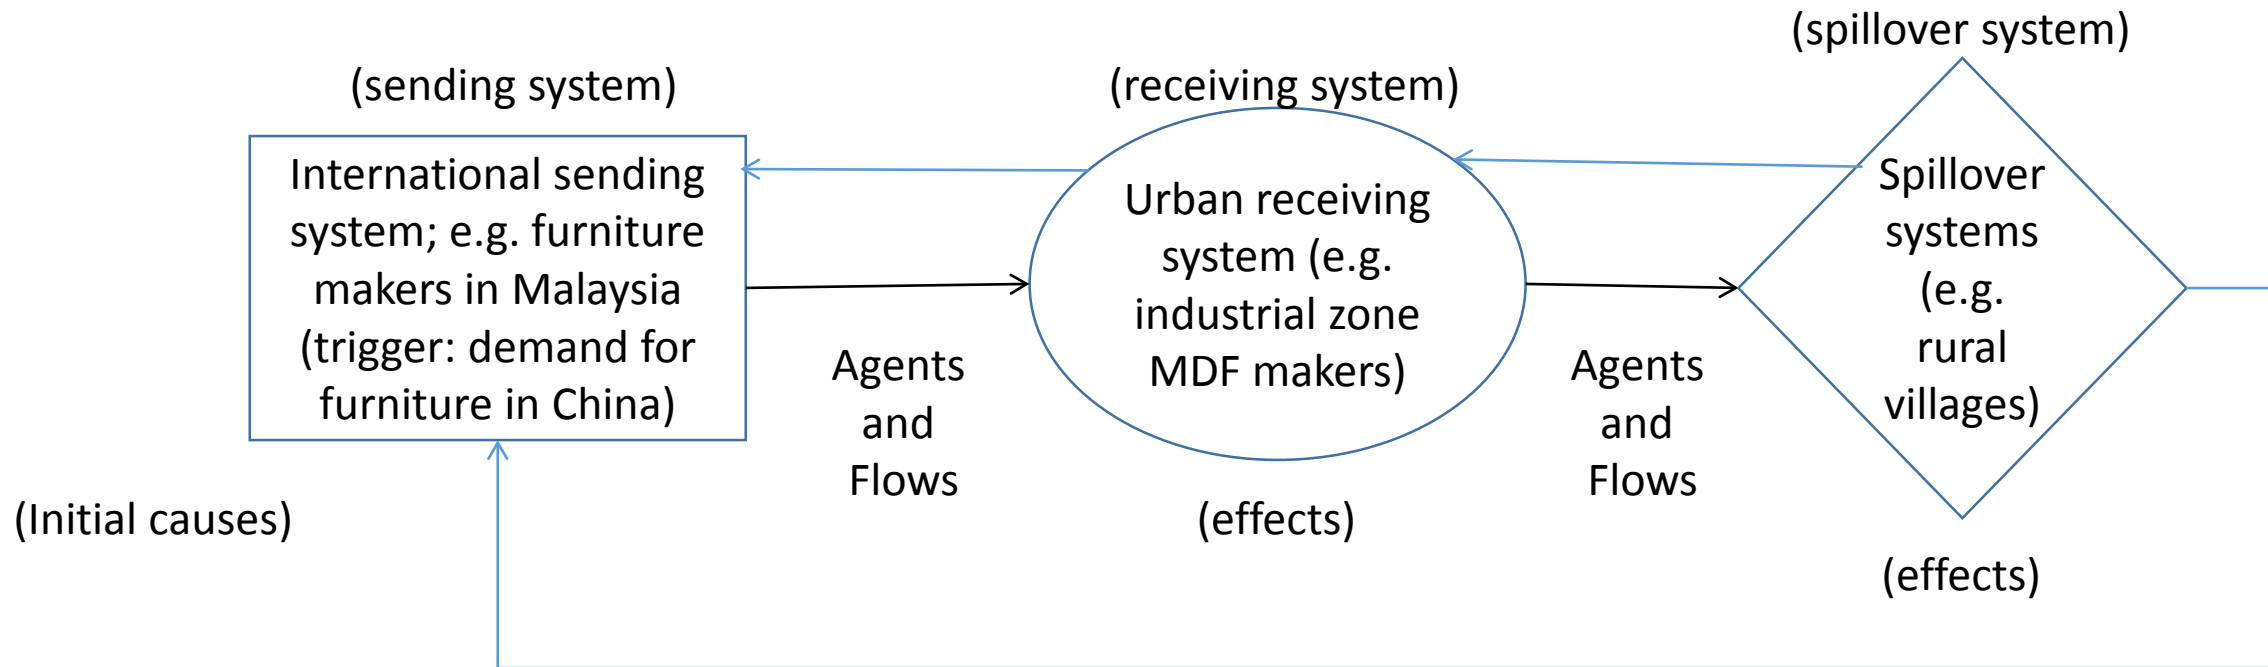 (sending system)
International sending
system; e.g. furniture
makers in Malaysia
(trigger: demand for
furniture in China)
(Initial causes)
Agents
and
Flows
(receiving system)
Urban receiving
system (e.g.
industrial zone
MDF makers)
(effects)
Agents
and
Flows
(spillover system)
Spillover
systems
(e.g.
rural
villages)
(effects)